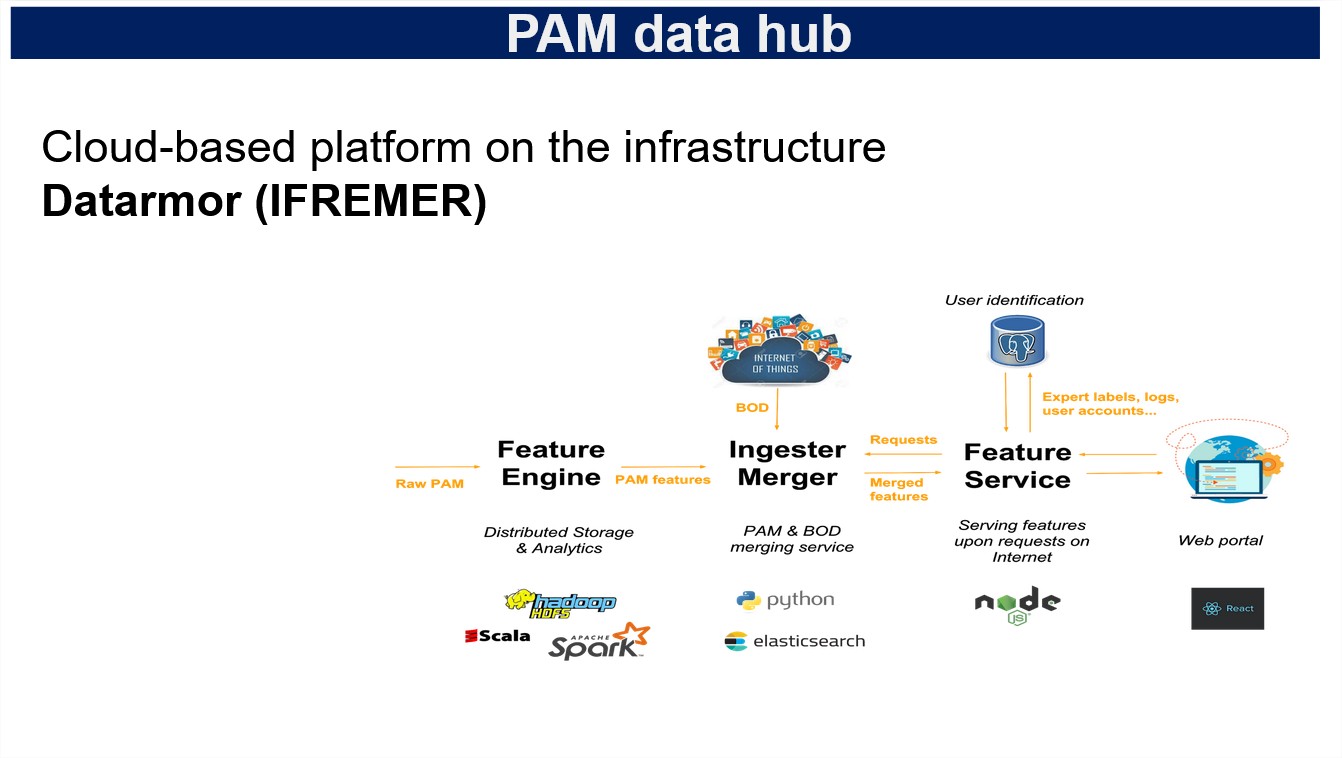 PAM data hub
Cloud-based platform on the infrastructure
Datarmor (IFREMER)
User identification
INTERNET
OF THINGS
BOD
Expert labels, logs,
user accounts...
Raw PAM
Feature
Engine
PAM features
Ingester
Merger
Requests
Merged
features
Feature
Service
Distributed Storage
& Analytics
PAM & BOD
merging service
Serving features
upon requests on
Internet
Web portal
hadoop
HDFS
Scala
APACHE
Spark
python
elasticsearch
node
JS
React